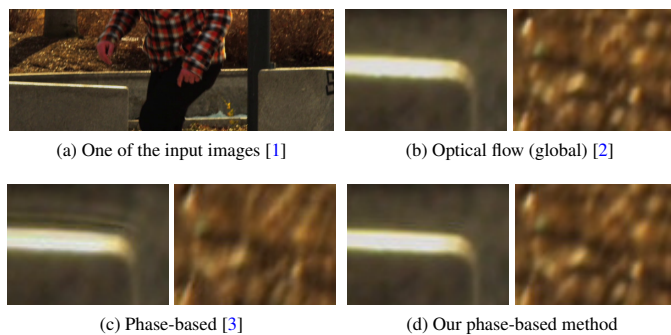 (a) One of the input images [1]
(b) Optical flow (global) [2]
(c) Phase-based [3]
(d) Our phase-based method